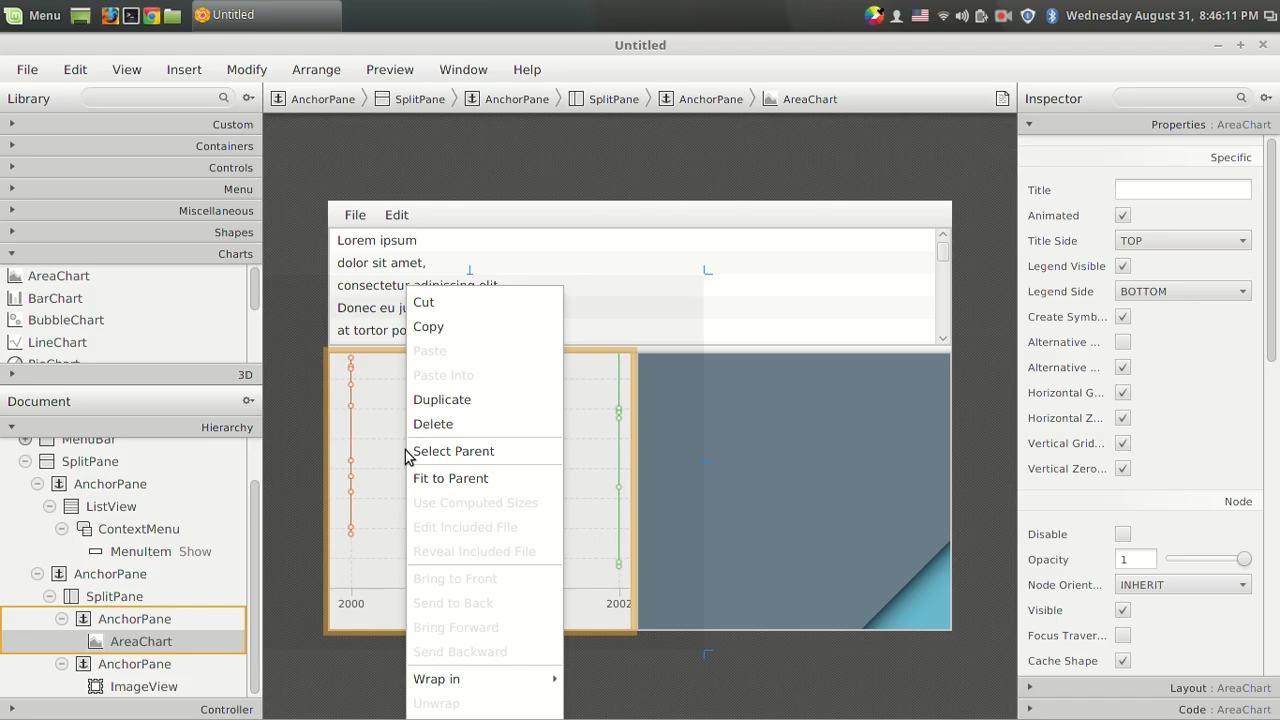 Menu
Untitled
Wednesday August 31, 8:46:11 PM
Untitled
File Edit View Insert Modify Arrange Preview Window Help
Library
Custom
Containers
Controls
Menu
Miscellaneous
Shapes
Charts
AreaChart
BarChart
BubbleChart
LineChart
PieChart
3D
Document
Hierarchy
MenuBar
SplitPane
AnchorPane
ListView
ContextMenu
MenuItem Show
AnchorPane
SplitPane
AnchorPane
AreaChart
AnchorPane
ImageView
Controller
AnchorPane SplitPane AnchorPane SplitPane AnchorPane AreaChart
File Edit
Lorem ipsum
dolor sit amet,
consectetur adipiscing elit.
Donec eu
at tortor
2000
2002
Cut
Copy
Paste
Paste Into
Duplicate
Delete
Select Parent
Fit to Parent
Use Computed Sizes
Edit Included File
Reveal Included File
Bring to Front
Send to Back
Bring Forward
Send Backward
Wrap in
Unwrap
Inspector
Properties : AreaChart
Specific
Title
Animated
Title Side TOP
Legend Visible
Legend Side BOTTOM
Create Symb...
Alternative ...
Alternative ...
Horizontal G...
Horizontal Z...
Vertical Grid...
Vertical Zero...
Node
Disable
Opacity 1
Node Orient... INHERIT
Visible
Focus Traver...
Cache Shape
Layout : AreaChart
Code : AreaChart